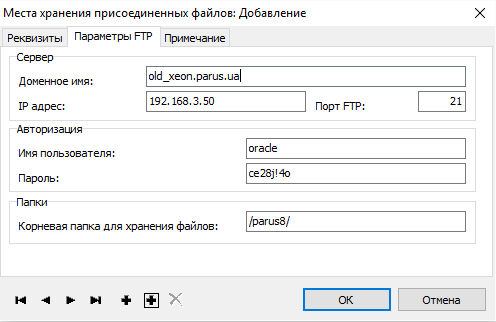 Места хранения присоединенных файлов: Добавление
Реквизиты Параметры FTP Примечание
Сервер
Доменное имя: old_xeon.parus.ua
IP адрес: 192.168.3.50 Порт FTP: 21
Авторизация
Имя пользователя: oracle
Пароль: ce28j!4o
Папки
Корневая папка для хранения файлов: /parus8/
OK Отмена